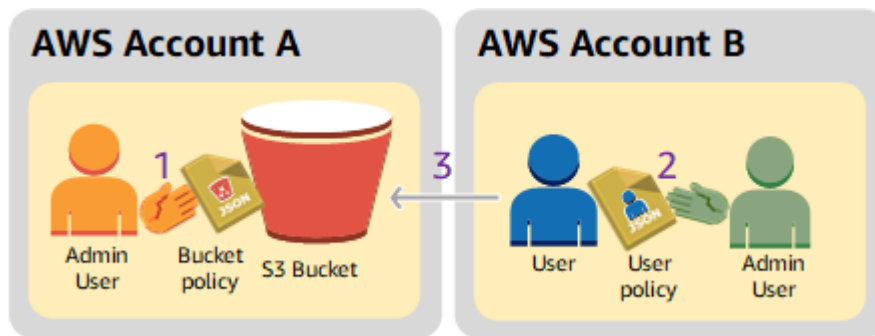 AWS Account A
AWS Account B
1
JSON
Admin
User
Bucket
policy
S3 Bucket
3
2
JSON
User
User
policy
Admin
User